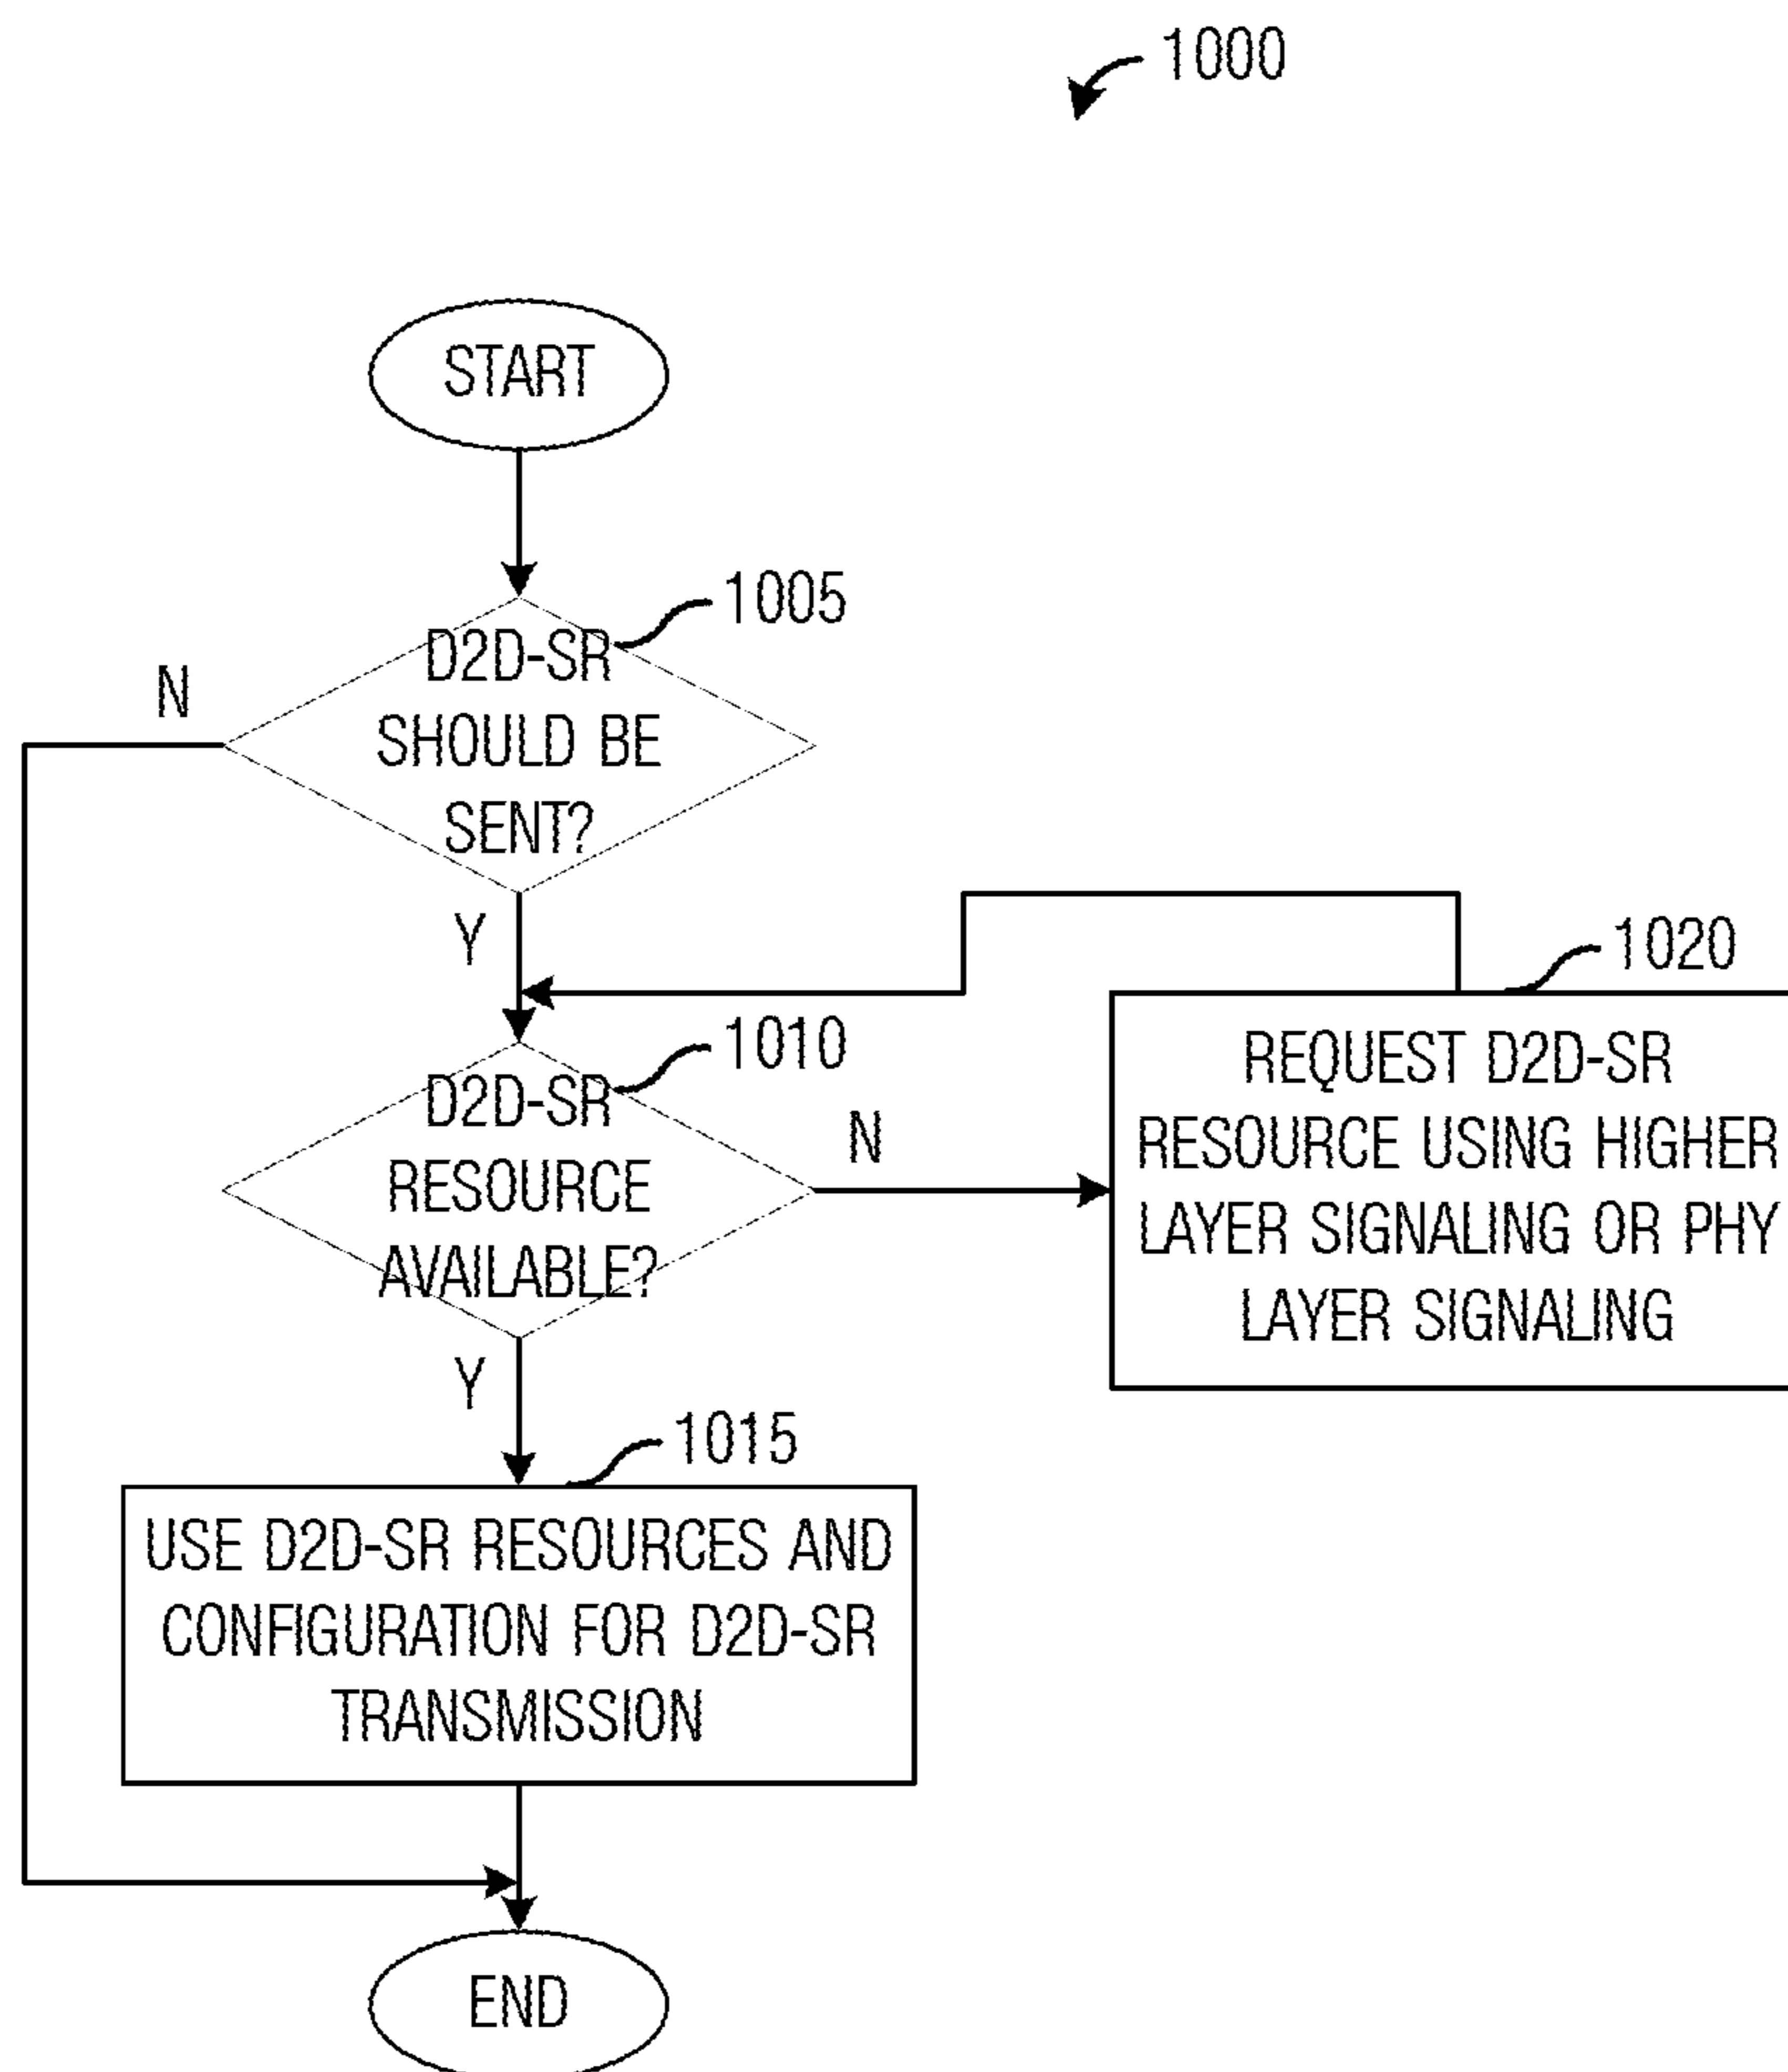 1000
START
1005
D2D-SR
SHOULD BE
SENT?
N
Y
1020
REQUEST D2D-SR
RESOURCE USING HIGHER
LAYER SIGNALING OR PHY
LAYER SIGNALING
1010
D2D-SR
RESOURCE
AVAILABLE?
N
Y
1015
USE D2D-SR RESOURCES AND
CONFIGURATION FOR D2D-SR
TRANSMISSION
END